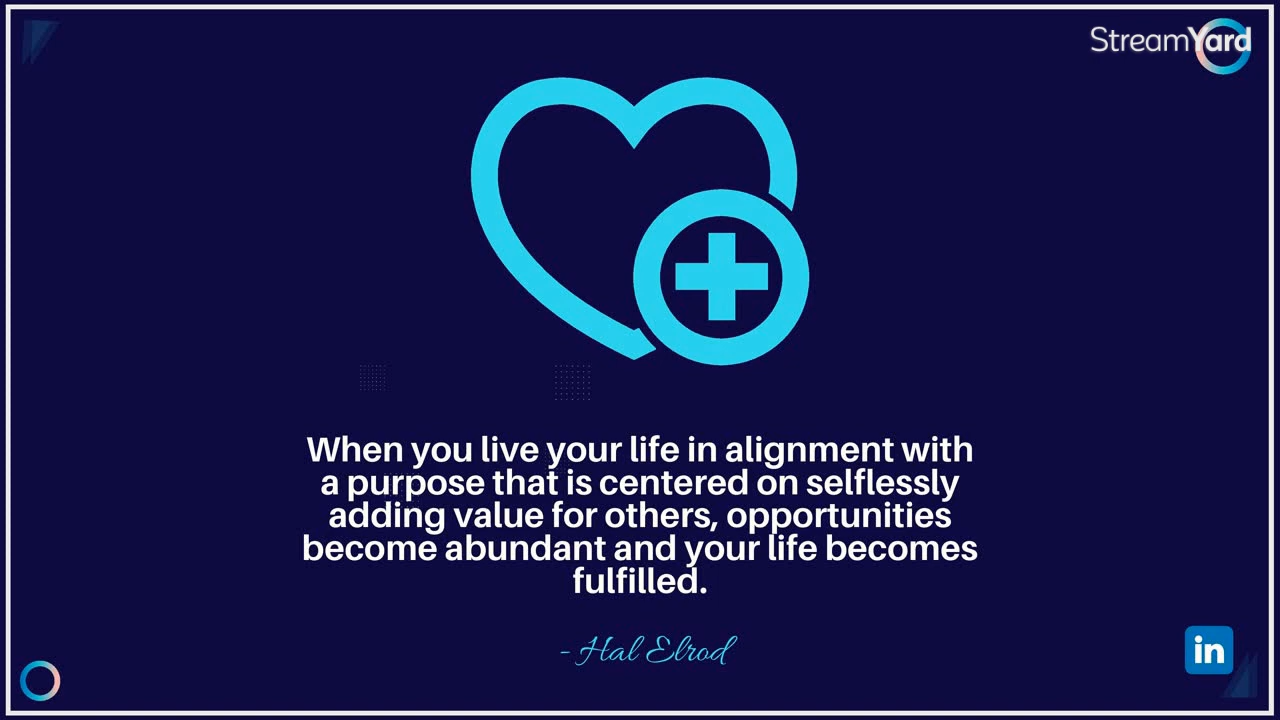 StreamYard
When you live your life in alignment with
a purpose that is centered on selflessly
adding value for others, opportunities
become abundant and your life becomes
fulfilled.
- Hal Elrod
in